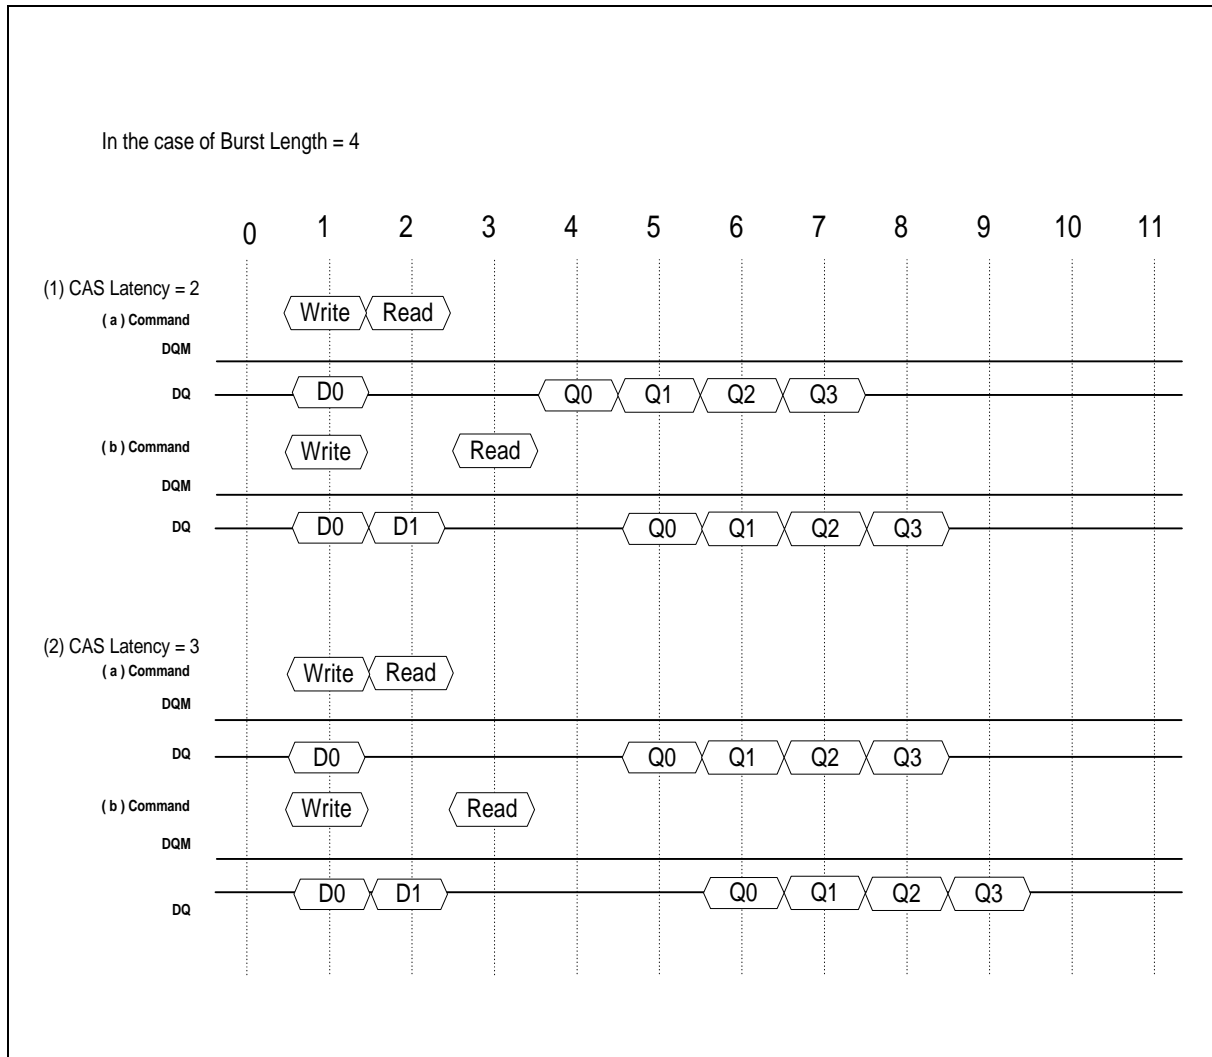 In the case of Burst Length = 4
0 1 2 3 4 5 6 7 8 9 10 11
(1) CAS Latency = 2
( a ) Command Write Read
DQM
DQ D0 Q0 Q1 Q2 Q3
( b ) Command Write Read
DQM
DQ D0 D1 Q0 Q1 Q2 Q3
(2) CAS Latency = 3
( a ) Command Write Read
DQM
DQ D0 Q0 Q1 Q2 Q3
( b ) Command Write Read
DQM
DQ D0 D1 Q0 Q1 Q2 Q3